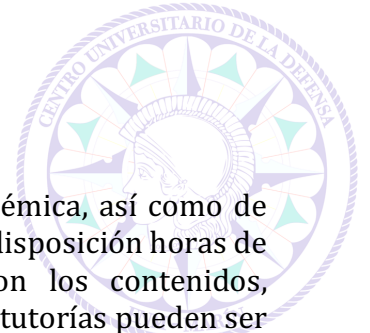 CENTRO UNIVERSITARIO DE LA DEFENSA
émica, así como de
disposición horas de
on los contenidos,
tutorías pueden ser